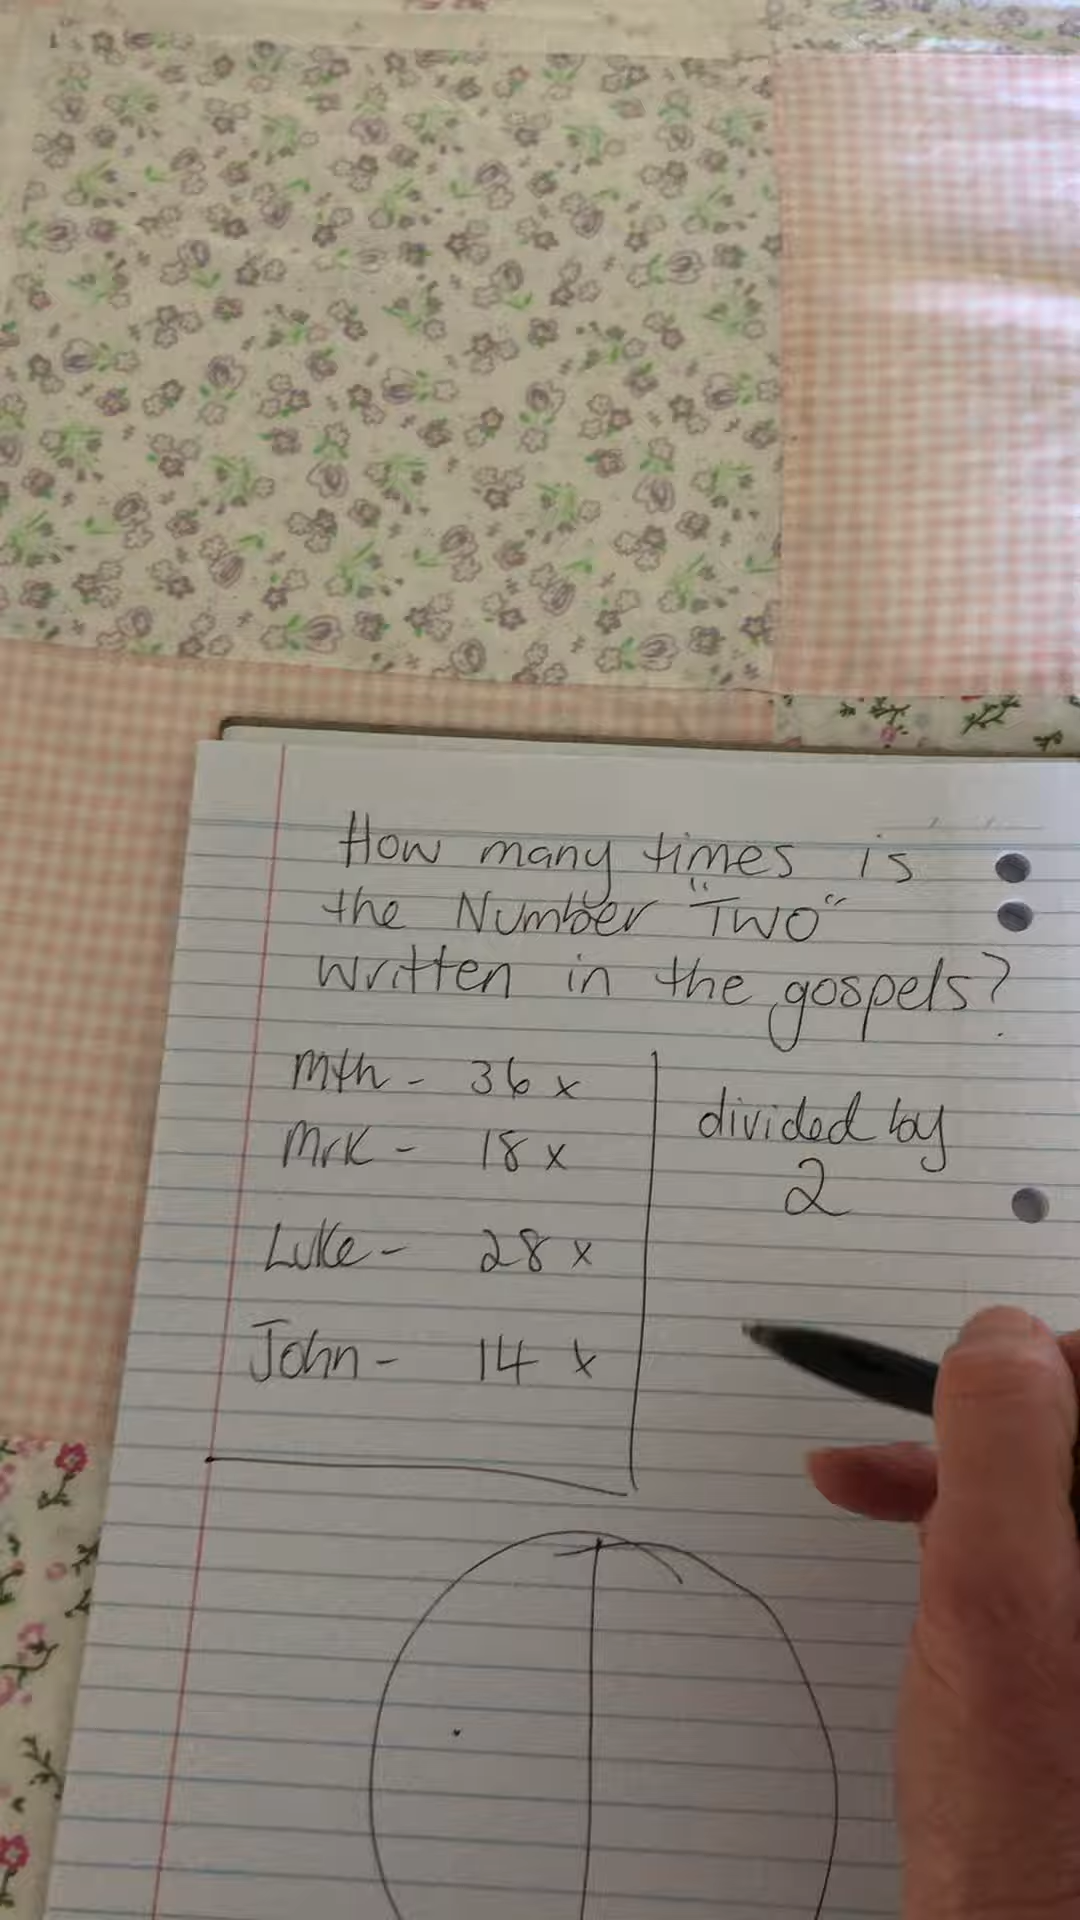 How many times is
the Number "Two"
written in the gospels?
Mth - 36 x
Mrk - 18 x
Luke - 28 x
John - 14 x
divided by
2